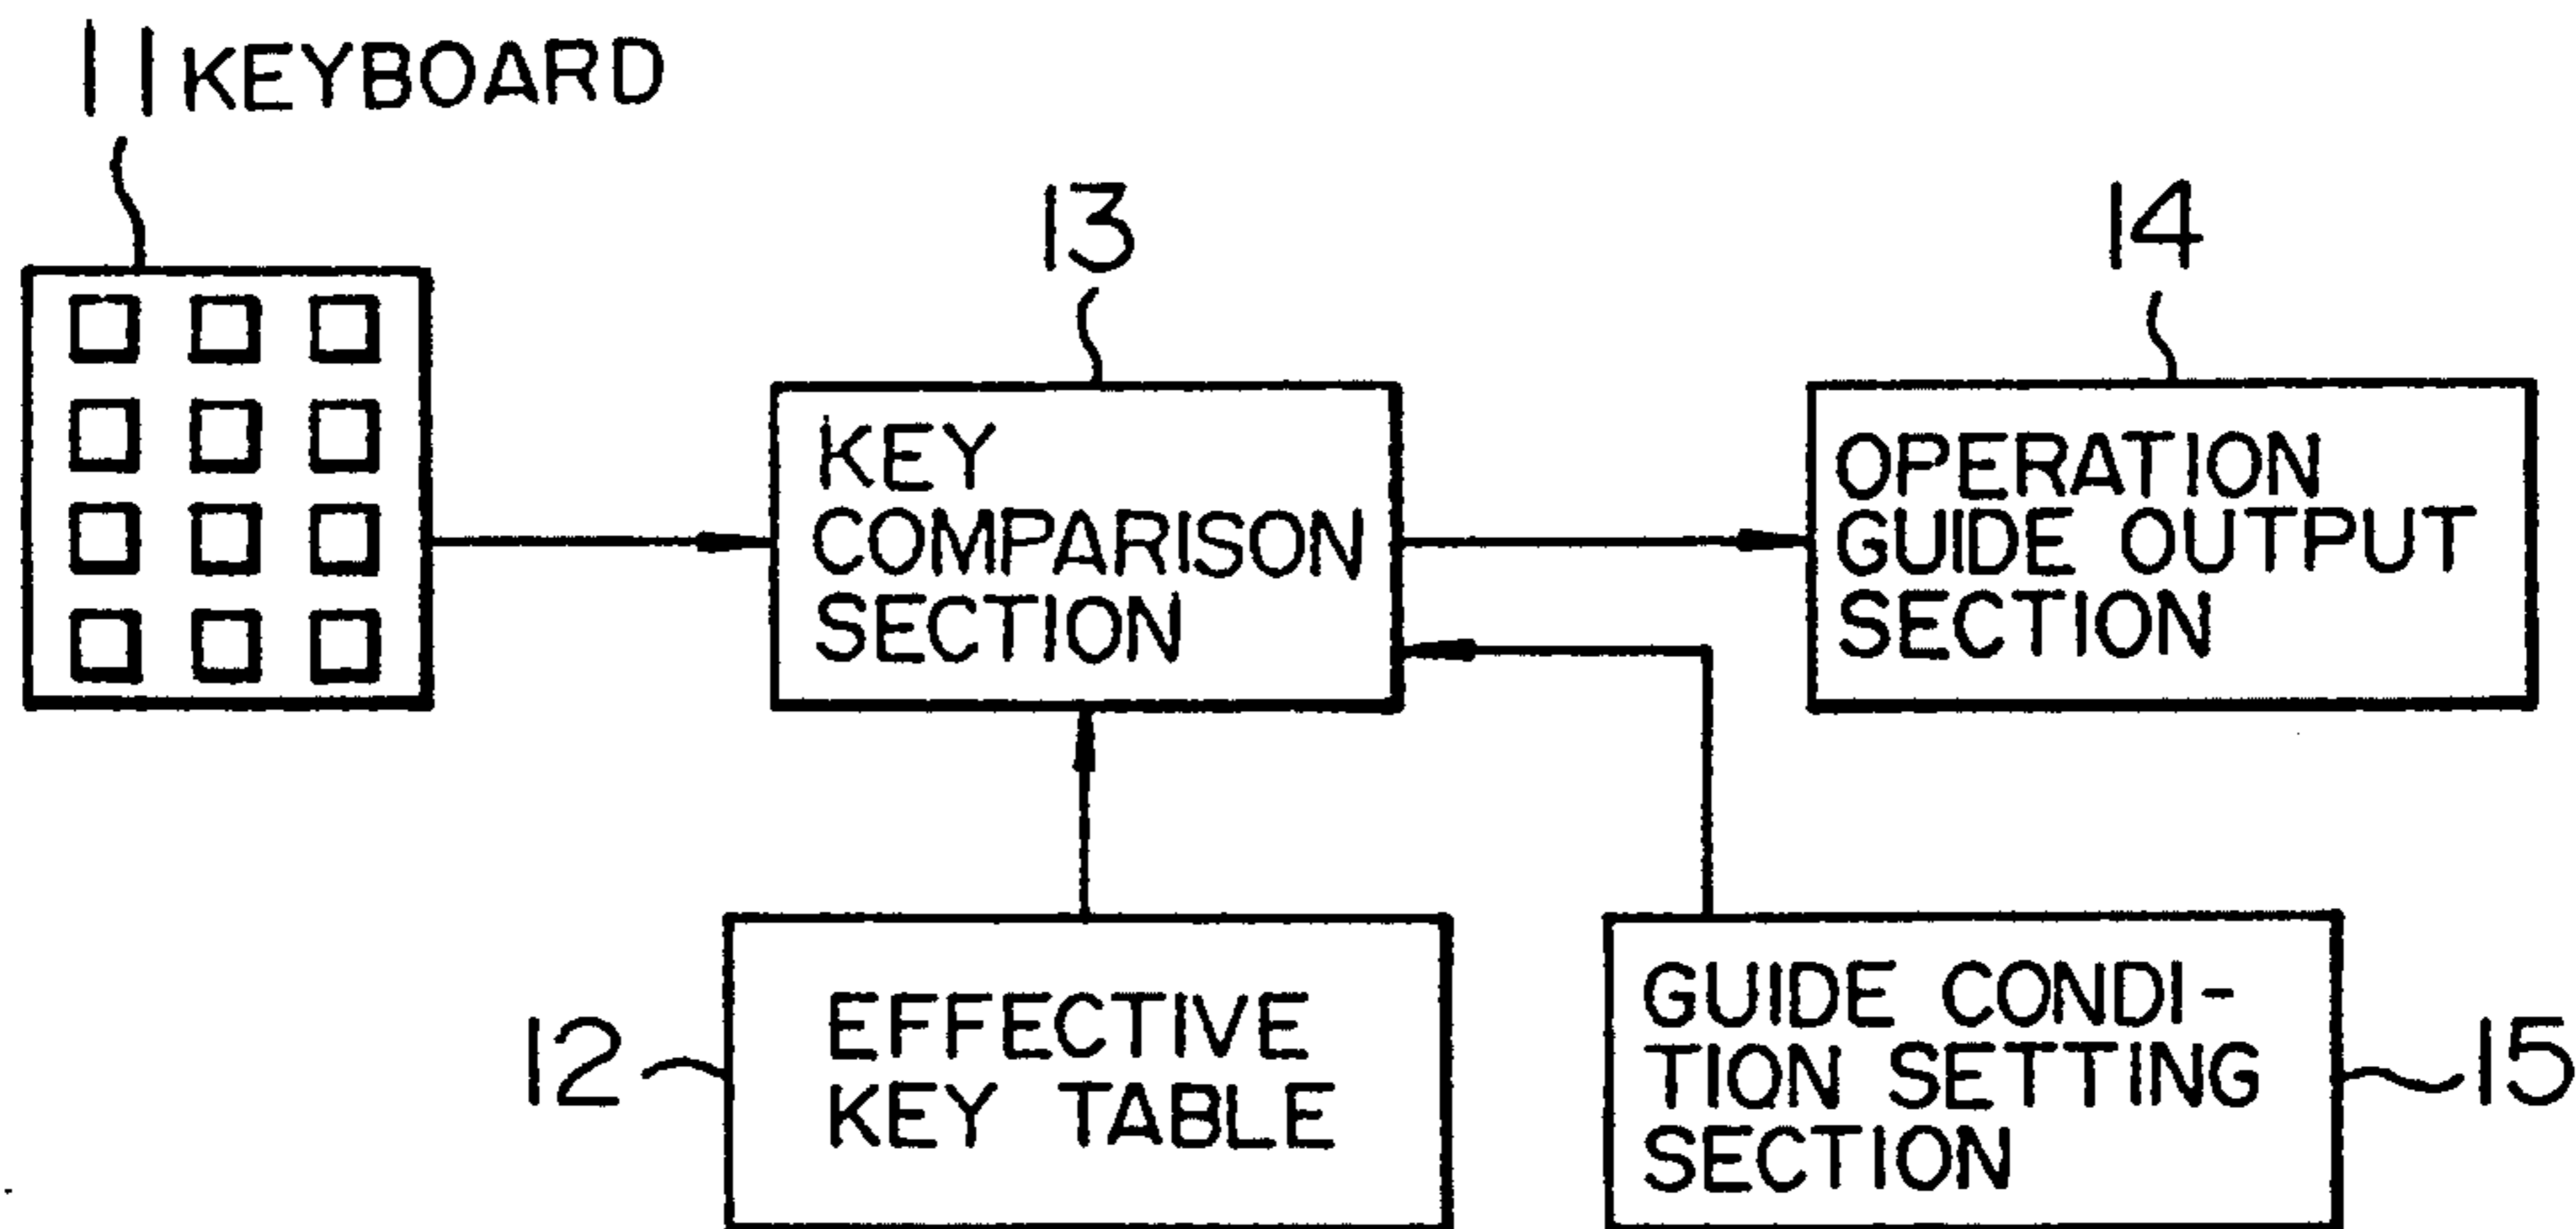 11 KEYBOARD
13
14
KEY
COMPARISON
SECTION
OPERATION
GUIDE OUTPUT
SECTION
12
EFFECTIVE
KEY TABLE
GUIDE CONDI-
TION SETTING
SECTION
15